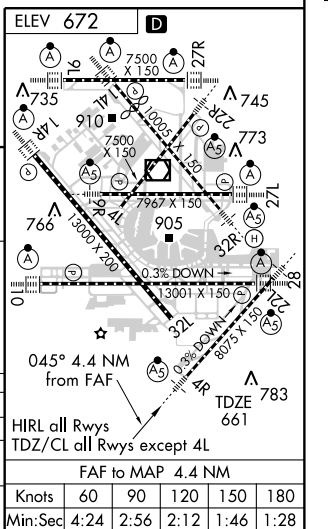 ELEV 672 D
A
A
A
9L
7500
X 150
27R
735
A
14R
910
4L
P
10005 X 150
22R
745
P
7500
X 150
773
A5
A
A5
P
P
P
9R
7967 X 150
27L
4L
766
905
A5
32R
H
A
13000 X 200
0.3% DOWN
A
P
28
10
13001 X 150
P
22L
32L
0.3% DOWN
8075 X 150
A5
A5
045° 4.4 NM
from FAF
4R
783
TDZE
661
HIRL all Rwys
TDZ/CL all Rwys except 4L
FAF to MAP 4.4 NM
Knots 60 90 120 150 180
Min:Sec 4:24 2:56 2:12 1:46 1:28